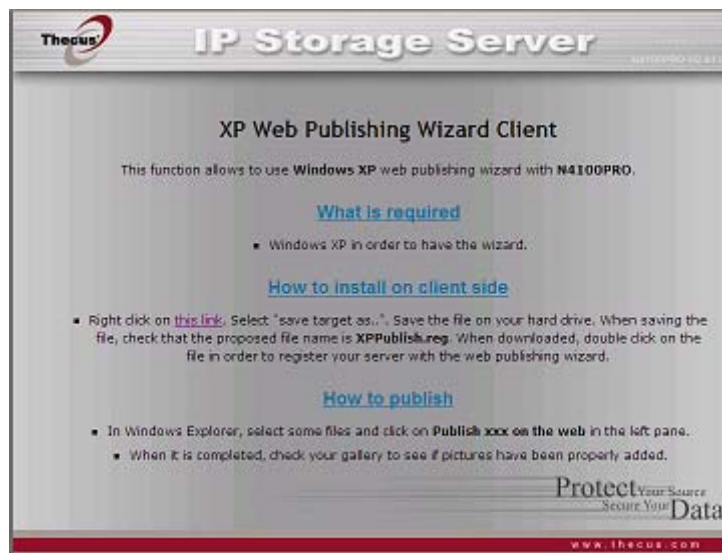 Thecus
IP Storage Server
XP Web Publishing Wizard Client
This function allows to use Windows XP web publishing wizard with N4100PRO.
What is required
▪ Windows XP in order to have the wizard.
How to install on client side
▪ Right click on this link. Select "save target as..". Save the file on your hard drive. When saving the
file, check that the proposed file name is XPPublish.reg. When downloaded, double click on the
file in order to register your server with the web publishing wizard.
How to publish
▪ In Windows Explorer, select some files and click on Publish xxx on the web in the left pane.
▪ When it is completed, check your gallery to see if pictures have been properly added.
Protect Your Source
Secure Your Data
www.thecus.com